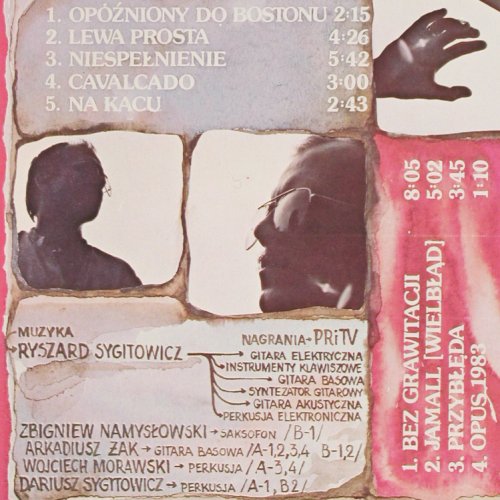 1. OPÓŹNIONY DO BOSTONU 2:15
2. LEWA PROSTA 4:26
3. NIESPEŁNIENIE 5:42
4. CAVALCADO 3:00
5. NA KACU 2:43
1. BEZ GRAWITACJI 8:05
2. JAMALL [WIELBŁĄD] 5:02
3. PRZYBŁĘDA 3:45
4. OPUS 1983 1:10
MUZYKA
RYSZARD SYGITOWICZ
NAGRANIA-PRiTV
GITARA ELEKTRYCZNA
INSTRUMENTY KLAWISZOWE
GITARA BASOWA
SYNTEZATOR GITAROWY
GITARA AKUSTYCZNA
PERKUSJA ELEKTRONICZNA
ZBIGNIEW NAMYSŁOWSKI → SAKSOFON /B-1/
ARKADIUSZ ŻAK → GITARA BASOWA /A-1,2,3,4 B-1,2/
WOJCIECH MORAWSKI → PERKUSJA /A-3,4/
DARIUSZ SYGITOWICZ → PERKUSJA /A-1, B2/